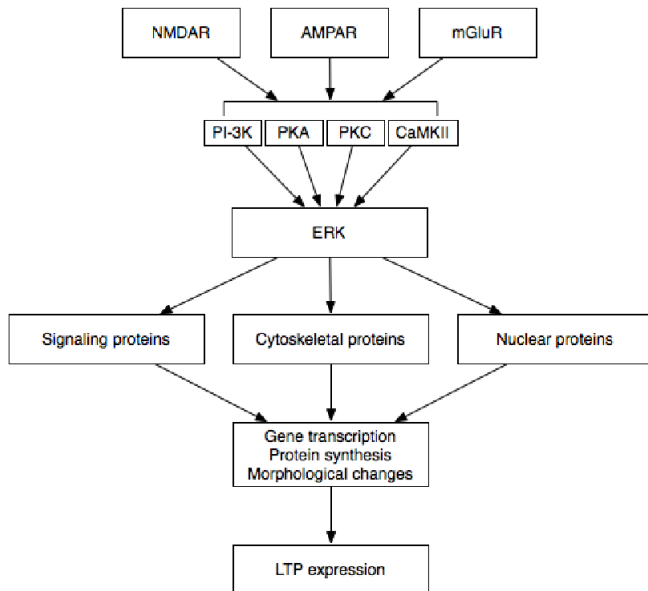 NMDAR
AMPAR
mGluR
PI-3K
PKA
PKC
CaMKII
ERK
Signaling proteins
Cytoskeletal proteins
Nuclear proteins
Gene transcription
Protein synthesis
Morphological changes
LTP expression